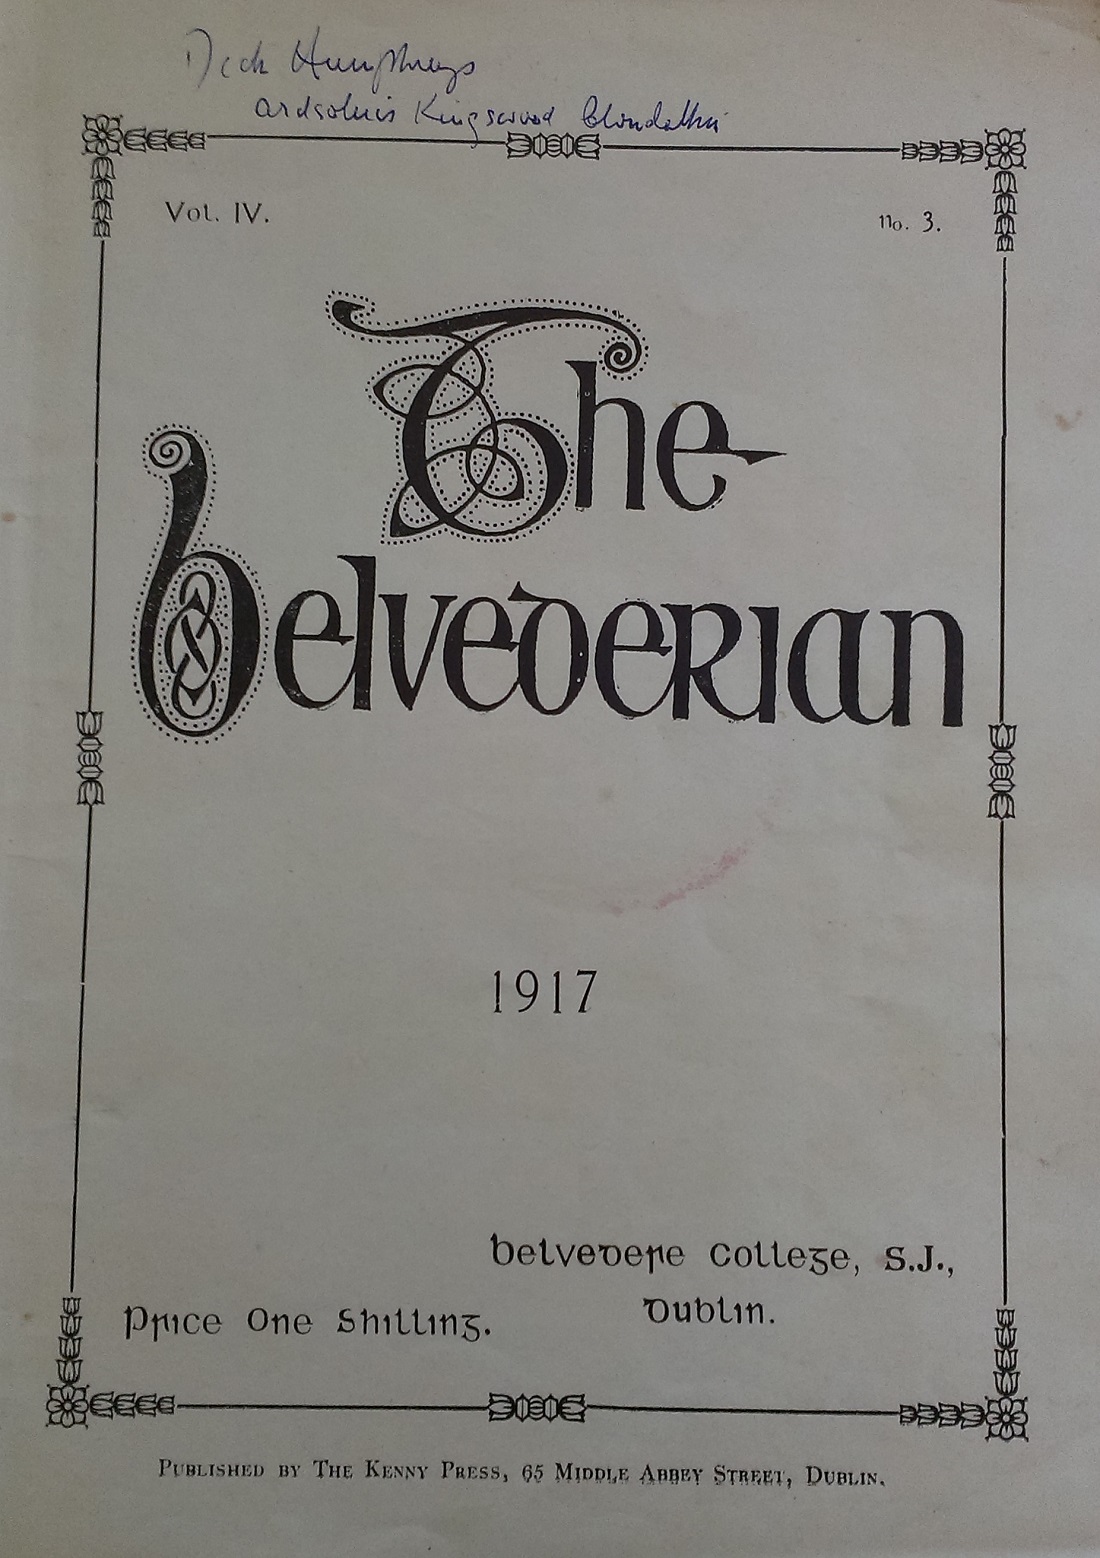 Dick Humphreys
Kingswood Clondalkin
Vol. IV.
No. 3.
The
Belvederian
1917
Belvedere College, S.J.,
Dublin.
Price One Shilling.
Published by The Kenny Press, 65 Middle Abbey Street, Dublin.